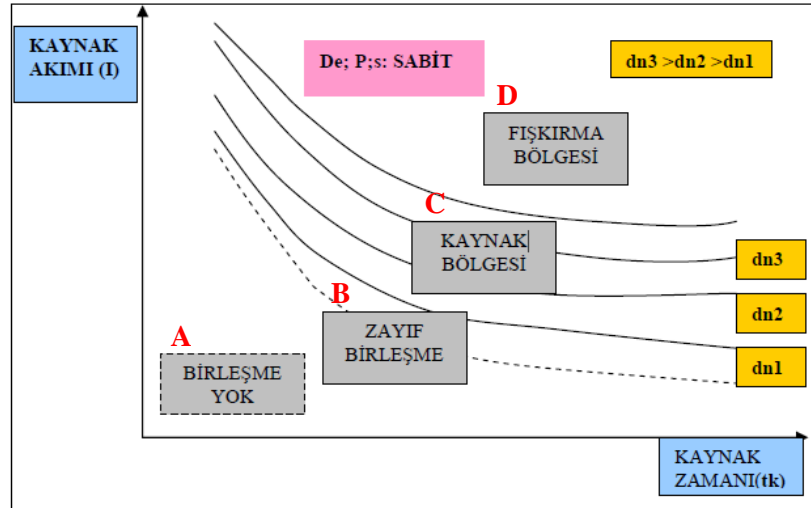 KAYNAK
AKIMI (I)
De; P;s: SABİT
dn3 >dn2 >dn1
D
FIŞKIRMA
BÖLGESİ
C
KAYNAK
BÖLGESİ
dn3
dn2
B
ZAYIF
BİRLEŞME
A
BİRLEŞME
YOK
dn1
KAYNAK
ZAMANI(tk)